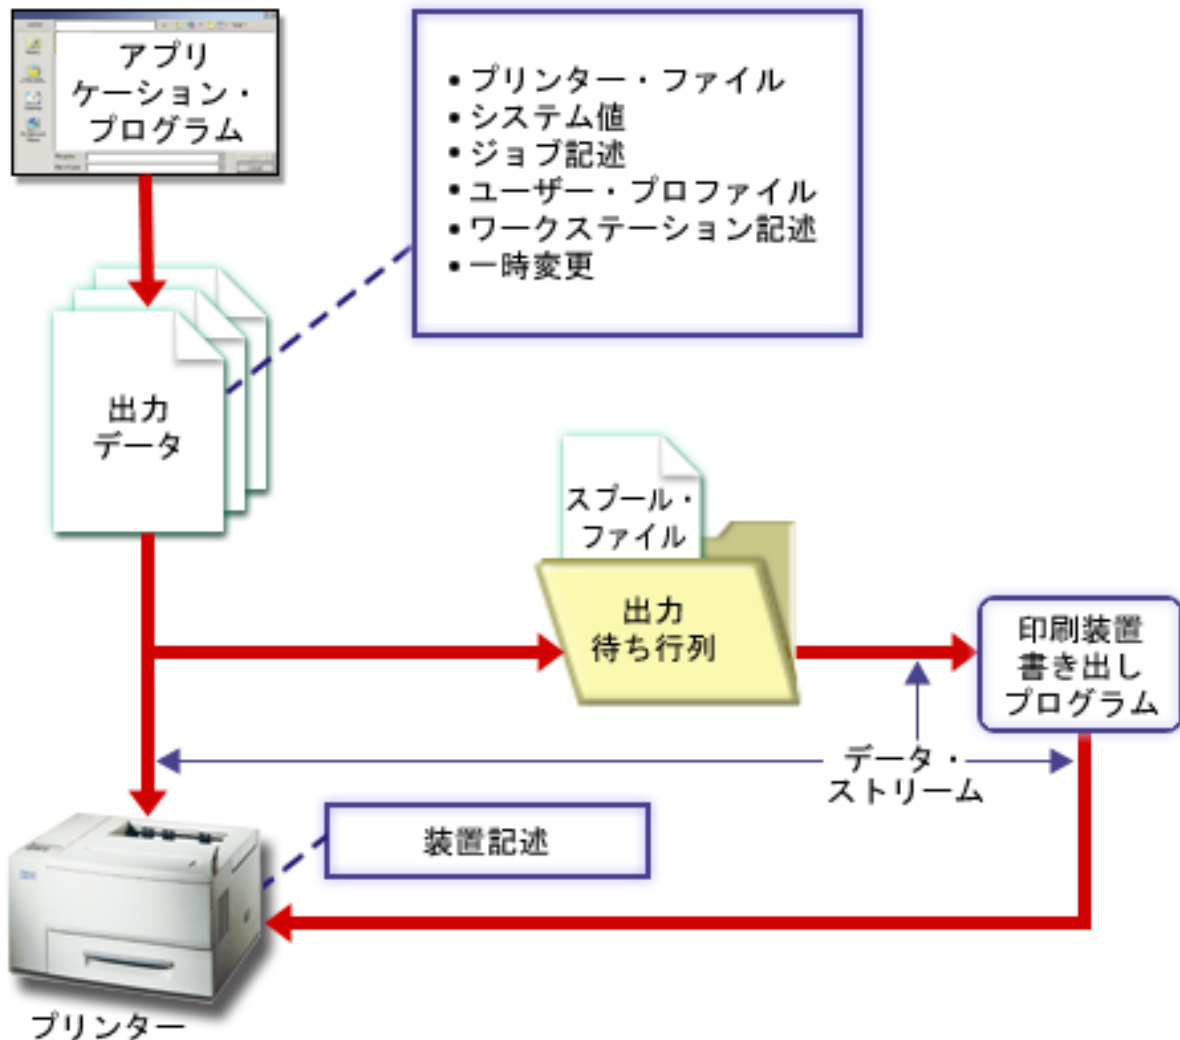 アプリ
ケーション・
プログラム
• プリンター・ファイル
• システム値
• ジョブ記述
• ユーザー・プロファイル
• ワークステーション記述
• 一時変更
出力
データ
スプール・
ファイル
出力
待ち行列
印刷装置
書き出し
プログラム
データ・
ストリーム
装置記述
IBM
プリンター